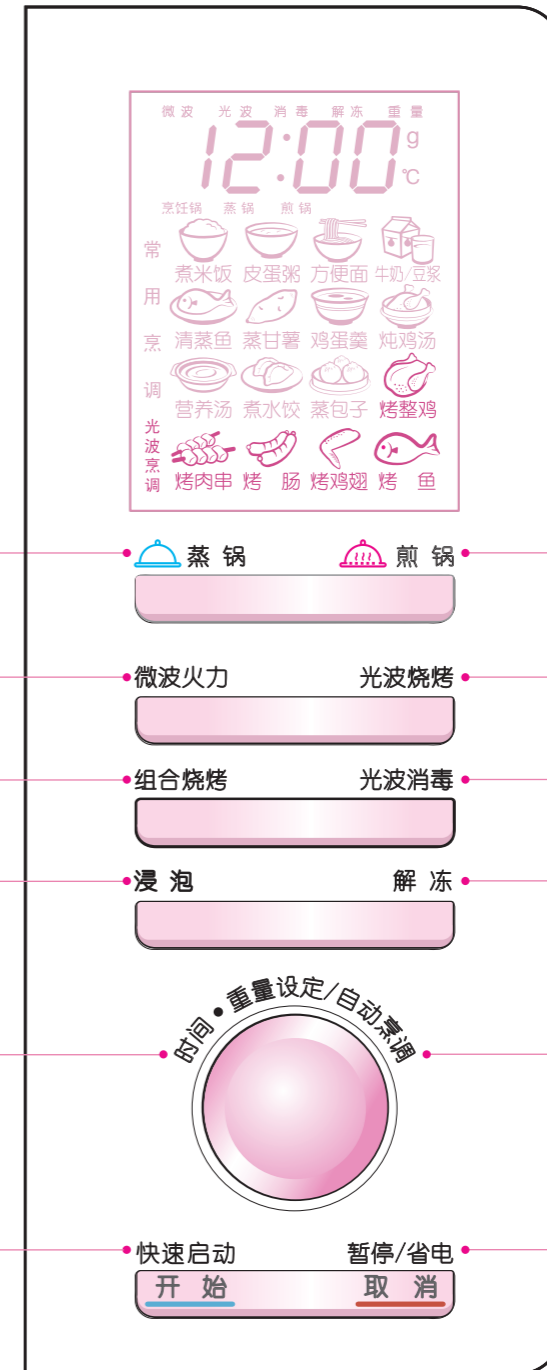 微波 光波 消毒 解冻 重量
12:00 g
℃
烹饪锅 蒸锅 煎锅
常用烹调
煮米饭 皮蛋粥 方便面 牛奶/豆浆
清蒸鱼 蒸甘薯 鸡蛋羹 炖鸡汤
营养汤 煮水饺 蒸包子 烤整鸡
光波烹调
烤肉串 烤肠 烤鸡翅 烤鱼
蒸锅 煎锅
微波火力 光波烧烤
组合烧烤 光波消毒
浸泡 解冻
时间•重量设定/自动烹调
快速启动 暂停/省电
开始 取消